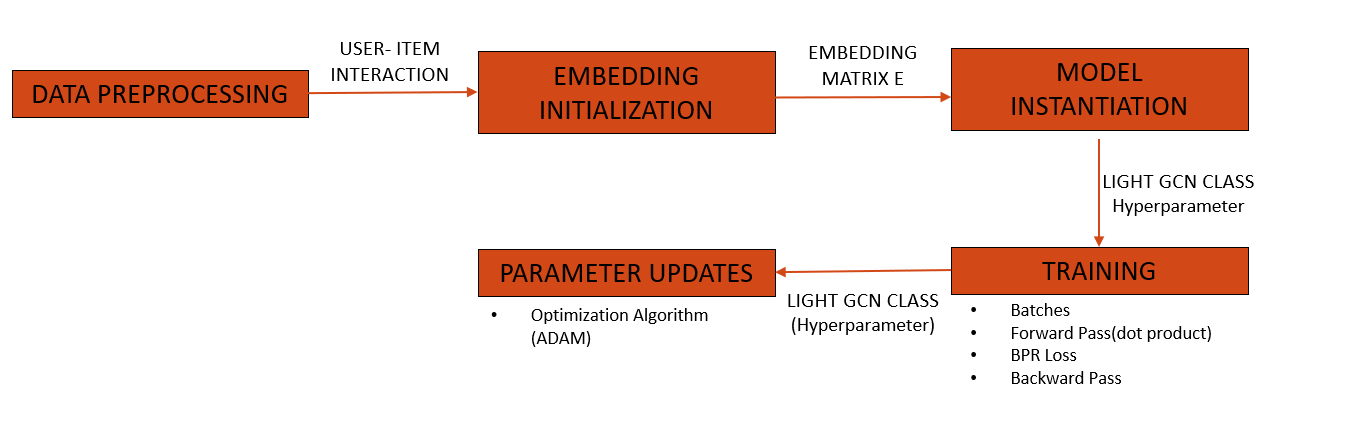 DATA PREPROCESSING
USER- ITEM
INTERACTION
EMBEDDING
INITIALIZATION
EMBEDDING
MATRIX E
MODEL
INSTANTIATION
LIGHT GCN CLASS
Hyperparameter
TRAINING
• Batches
• Forward Pass(dot product)
• BPR Loss
• Backward Pass
LIGHT GCN CLASS
(Hyperparameter)
PARAMETER UPDATES
• Optimization Algorithm
(ADAM)